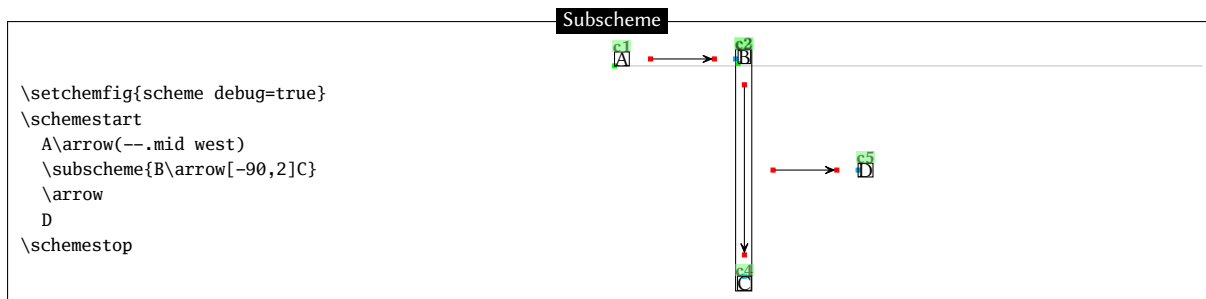 Subscheme
\setchemfig{scheme debug=true}
\schemestart
A\arrow(--.mid west)
\subscheme{B\arrow[-90,2]C}
\arrow
D
\schemestop
c1
A
c2
B
c5
D
c4
C